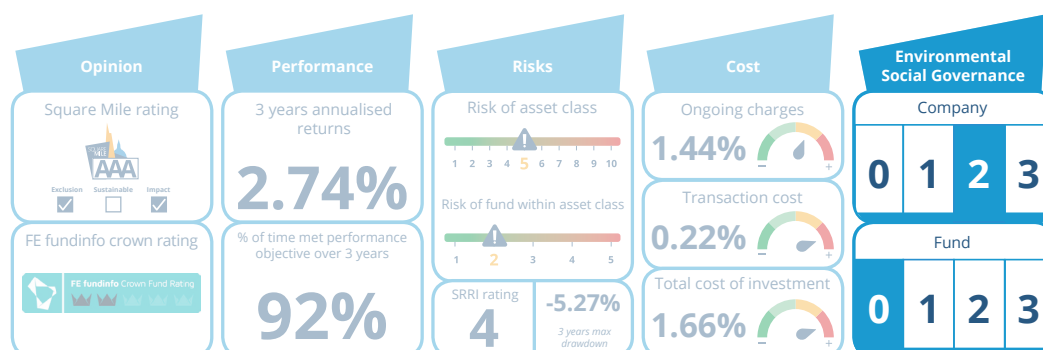 Opinion
Square Mile rating
SQUARE
MILE
AAA
Exclusion Sustainable Impact
FE fundinfo crown rating
FE fundinfo Crown Fund Rating
Performance
3 years annualised
returns
2.74%
% of time met performance
objective over 3 years
92%
Risks
Risk of asset class
1 2 3 4 5 6 7 8 9 10
Risk of fund within asset class
1 2 3 4 5
SRRI rating
4
-5.27%
3 years max
drowdown
Cost
Ongoing charges
1.44%
− +
Transaction cost
0.22%
− +
Total cost of investment
1.66%
− +
Environmental
Social Governance
Company
0 1 2 3
Fund
0 1 2 3